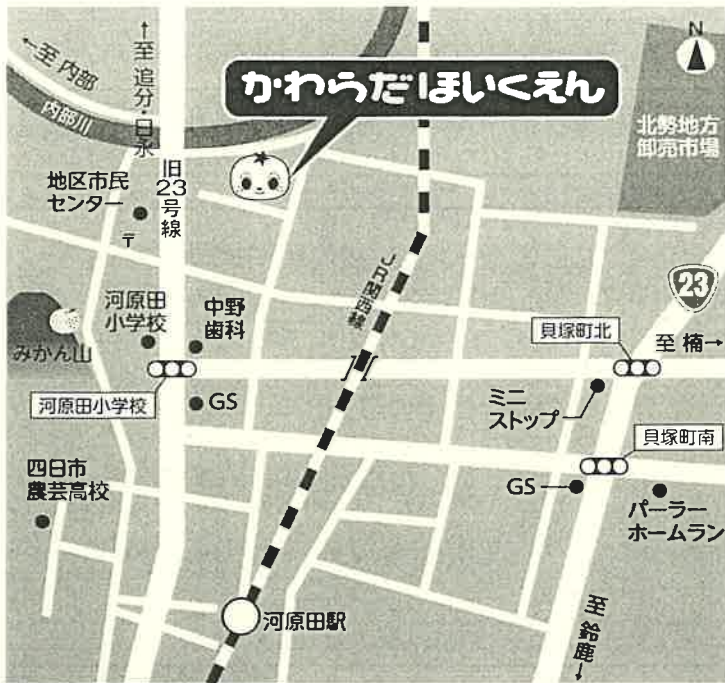 ←至 内部
↑至 追分・日永
内部川
かわらだほいくえん
N
北勢地方
卸売市場
地区市民
センター
〒
旧23号線
JR関西線
23
河原田
小学校
中野
歯科
みかん山
貝塚町北
至 楠→
河原田小学校
GS
ミニ
ストップ
貝塚町南
四日市
農芸高校
GS
パーラー
ホームラン
河原田駅
至 鈴鹿↓